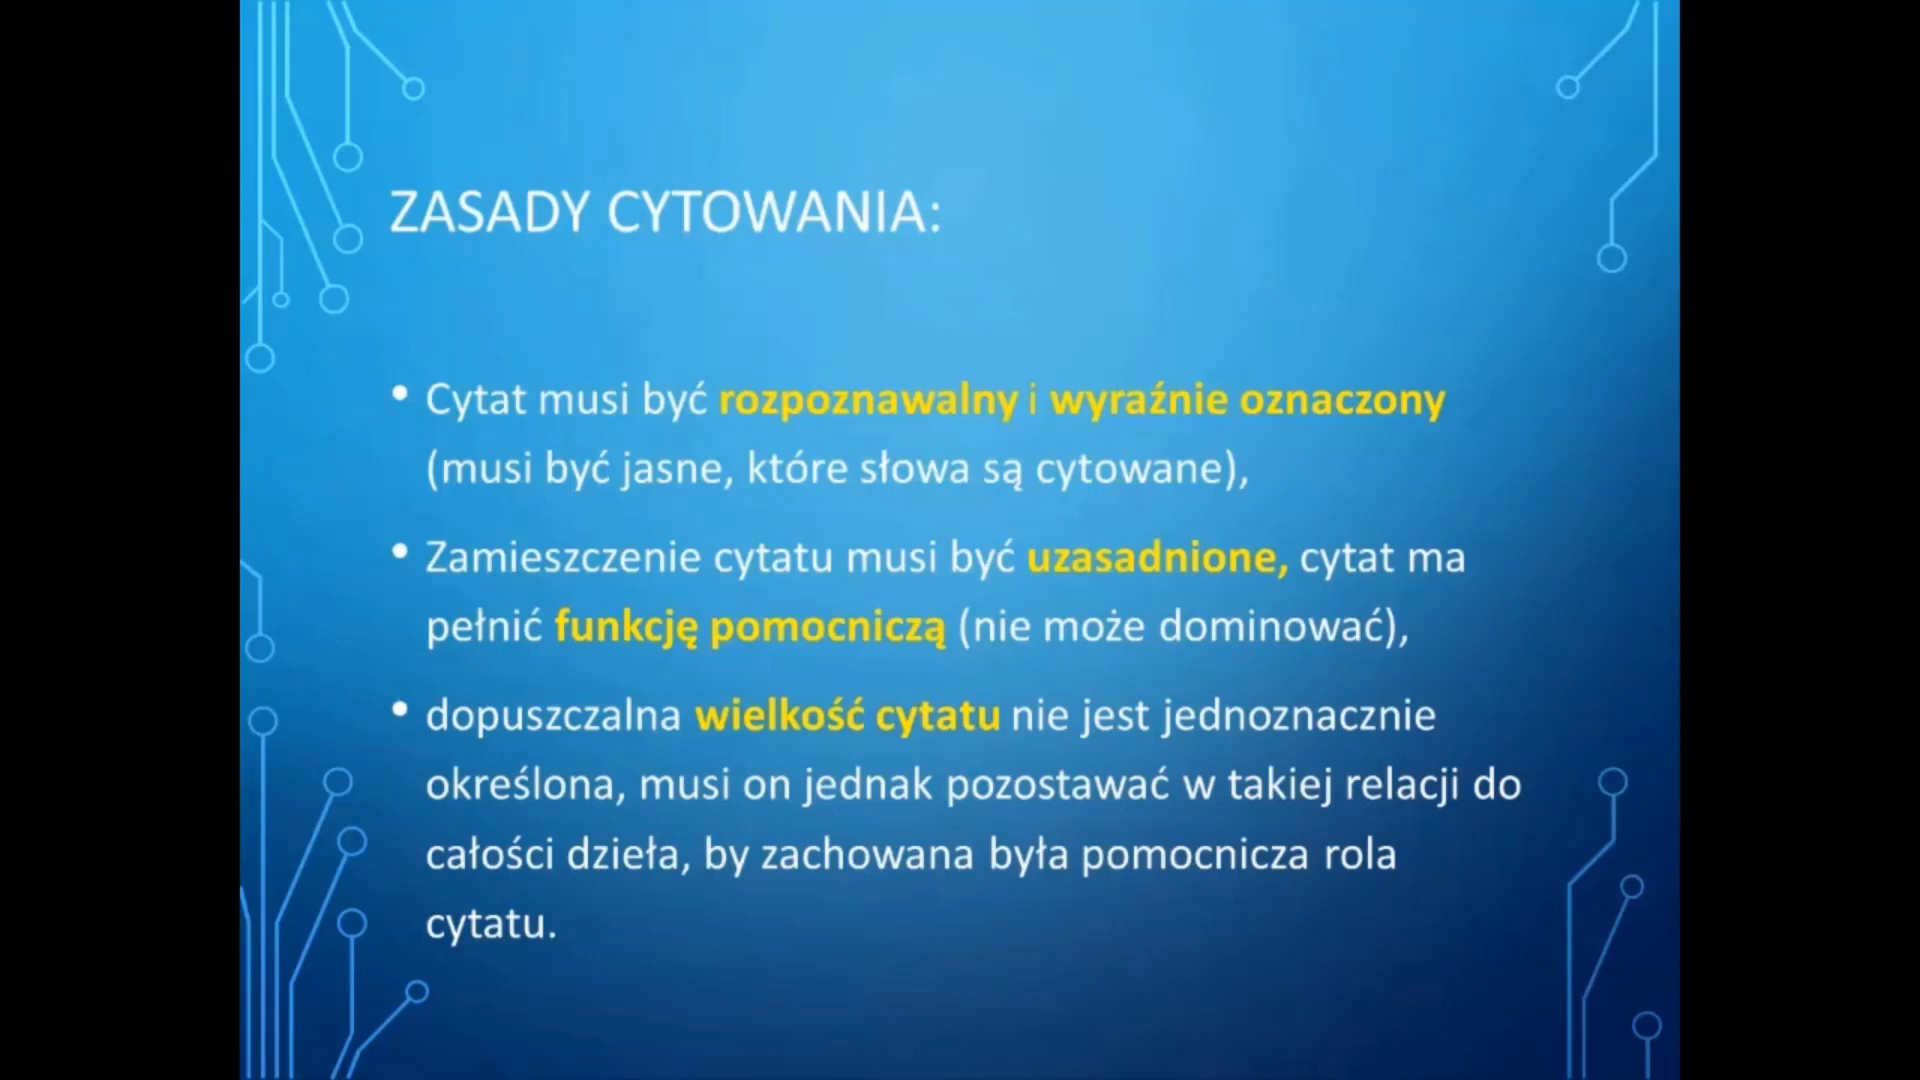 ZASADY CYTOWANIA:
• Cytat musi być rozpoznawalny i wyraźnie oznaczony
(musi być jasne, które słowa są cytowane),
• Zamieszczenie cytatu musi być uzasadnione, cytat ma
pełnić funkcję pomocniczą (nie może dominować),
• dopuszczalna wielkość cytatu nie jest jednoznacznie
określona, musi on jednak pozostawać w takiej relacji do
całości dzieła, by zachowana była pomocnicza rola
cytatu.